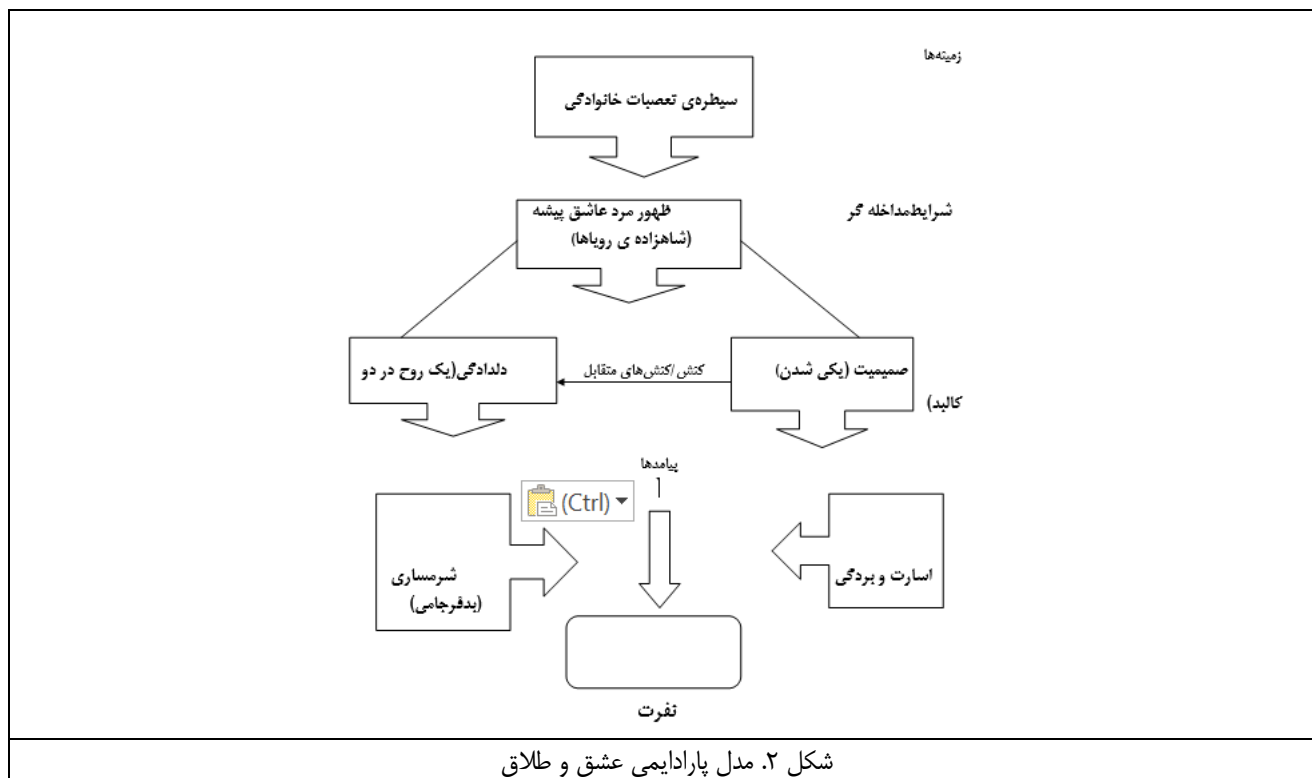 زمینه‌ها
سیطره‌ی تعصبات خانوادگی
شرایط‌مداخله گر
ظهور مرد عاشق پیشه
(شاهزاده ی رویاها)
صمیمیت (یکی شدن)
کنش /کنش‌های متقابل
دلدادگی(یک روح در دو
کالبد)
پیامدها
(Ctrl)
اسارت و بردگی
شرمساری
(بدفرجامی)
نفرت
شکل ۲. مدل پارادایمی عشق و طلاق